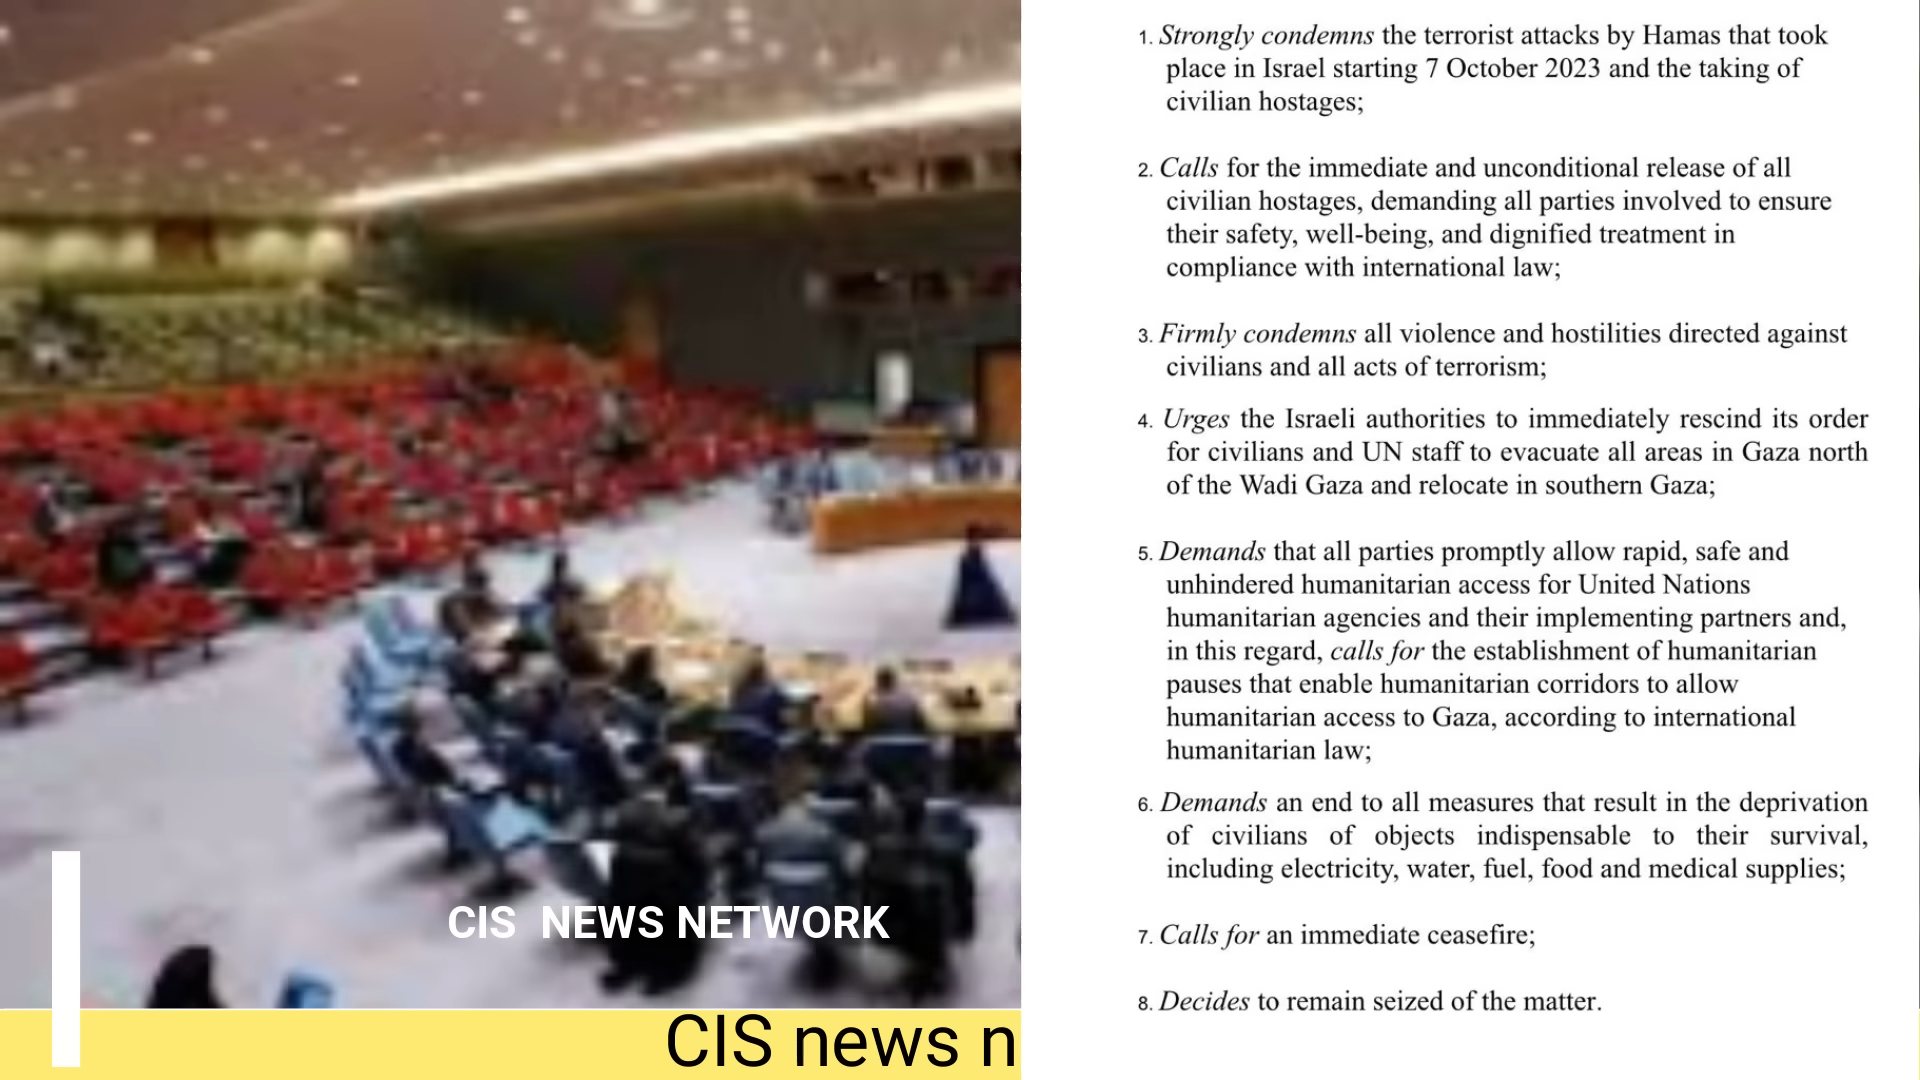 CIS NEWS NETWORK
CIS news n
1. Strongly condemns the terrorist attacks by Hamas that took
place in Israel starting 7 October 2023 and the taking of
civilian hostages;
2. Calls for the immediate and unconditional release of all
civilian hostages, demanding all parties involved to ensure
their safety, well-being, and dignified treatment in
compliance with international law;
3. Firmly condemns all violence and hostilities directed against
civilians and all acts of terrorism;
4. Urges the Israeli authorities to immediately rescind its order
for civilians and UN staff to evacuate all areas in Gaza north
of the Wadi Gaza and relocate in southern Gaza;
5. Demands that all parties promptly allow rapid, safe and
unhindered humanitarian access for United Nations
humanitarian agencies and their implementing partners and,
in this regard, calls for the establishment of humanitarian
pauses that enable humanitarian corridors to allow
humanitarian access to Gaza, according to international
humanitarian law;
6. Demands an end to all measures that result in the deprivation
of civilians of objects indispensable to their survival,
including electricity, water, fuel, food and medical supplies;
7. Calls for an immediate ceasefire;
8. Decides to remain seized of the matter.